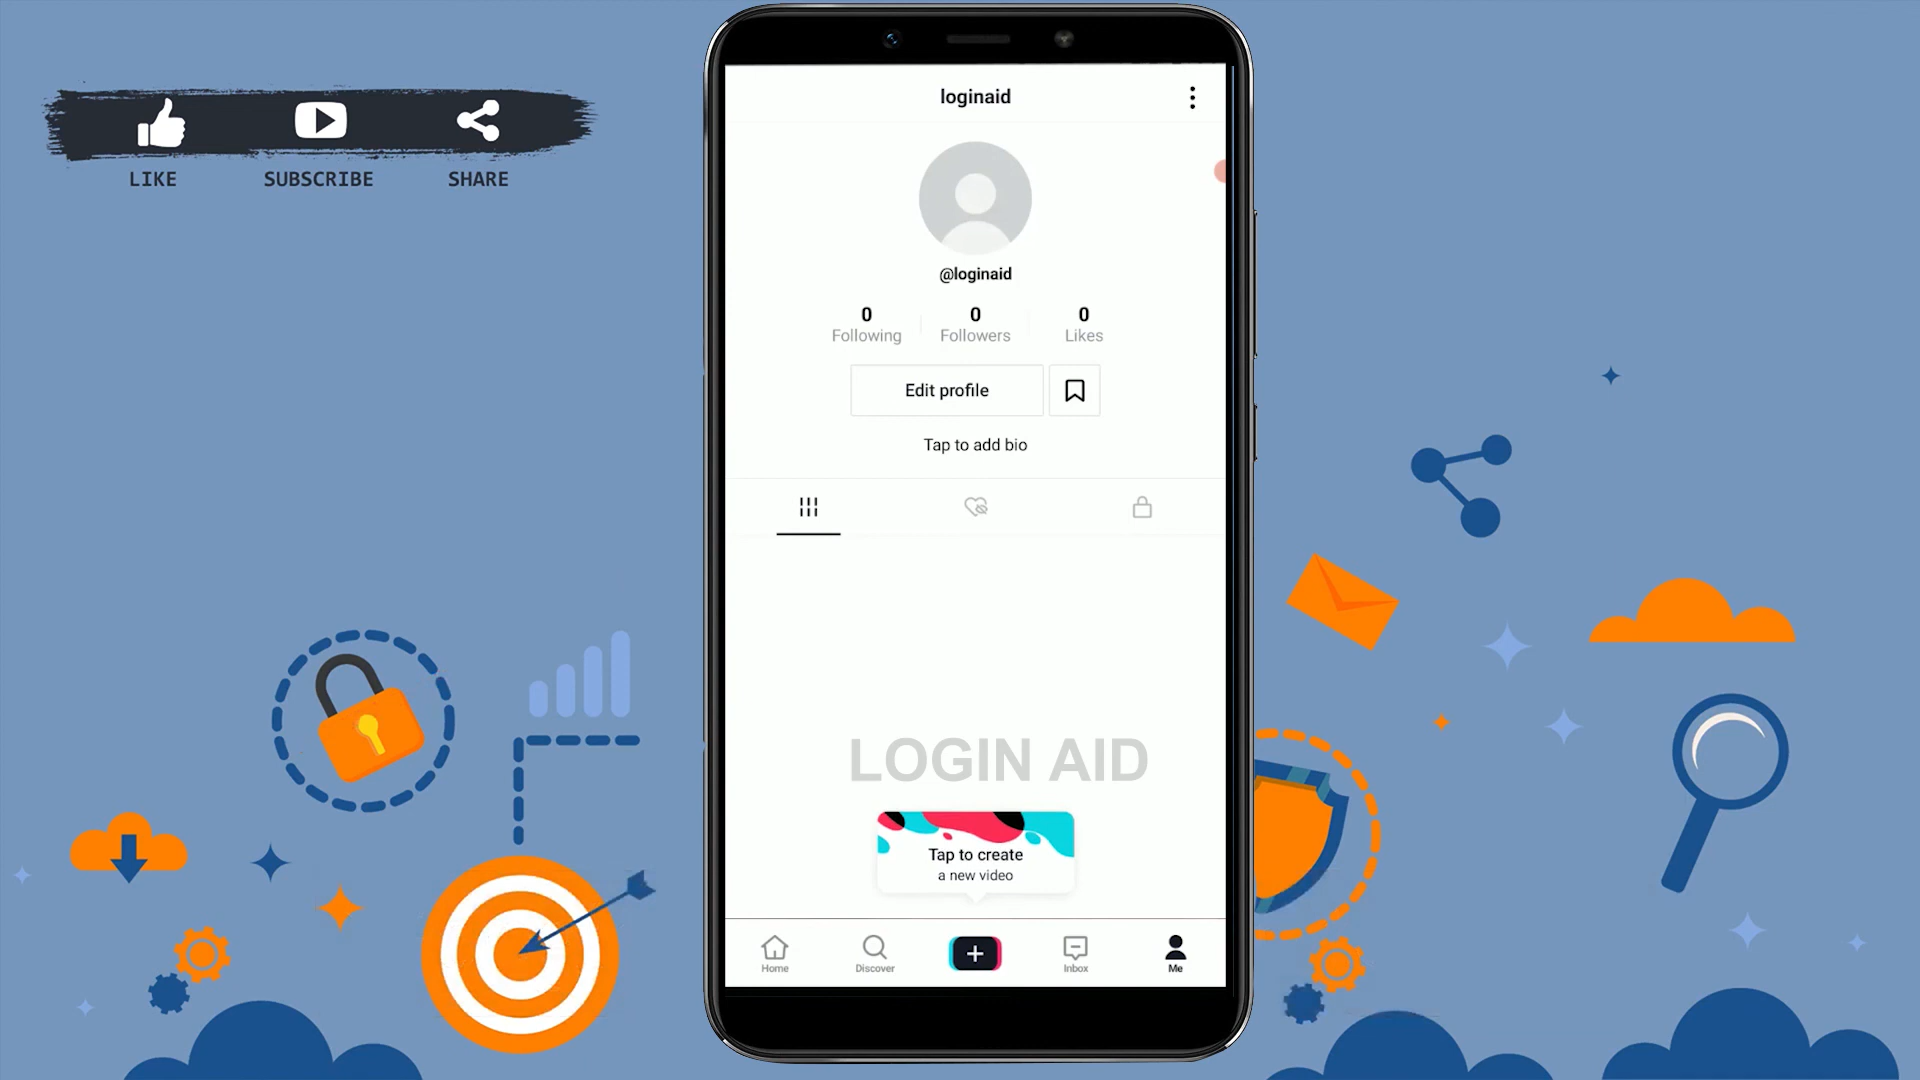 LIKE SUBSCRIBE SHARE
loginaid
@loginaid
0 0 0
Following Followers Likes
Edit profile
Tap to add bio
LOGIN AID
Tap to create
a new video
Home Discover Inbox Me